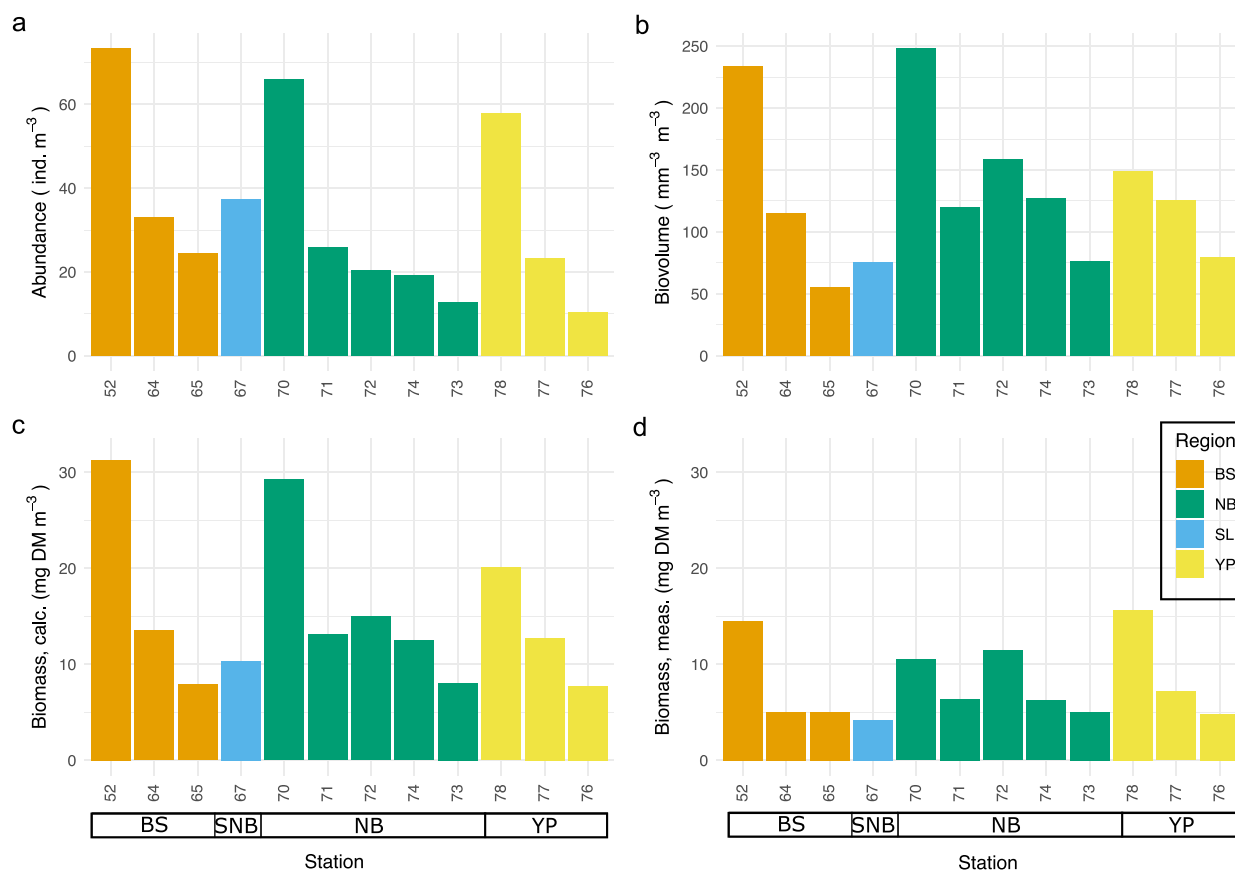 a
Abundance ( ind. m⁻³ )
60
40
20
0
52 64 65 67 70 71 72 74 73 78 77 76
b
Biovolume ( mm⁻³ m⁻³ )
250
200
150
100
50
0
52 64 65 67 70 71 72 74 73 78 77 76
c
Biomass, calc. (mg DM m⁻³ )
30
20
10
0
52 64 65 67 70 71 72 74 73 78 77 76
BS SNB NB YP
Station
d
Biomass, meas. (mg DM m⁻³ )
30
20
10
0
52 64 65 67 70 71 72 74 73 78 77 76
BS SNB NB YP
Station
Region
BS
NB
SL
YP